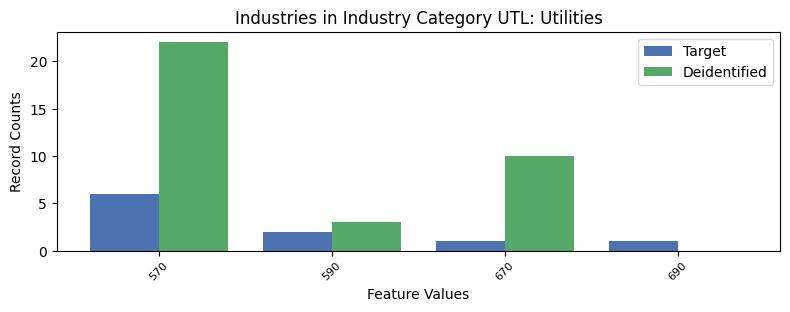 Industries in Industry Category UTL: Utilities
Target
Deidentified
Record Counts
20
15
10
5
0
570
590
670
690
Feature Values